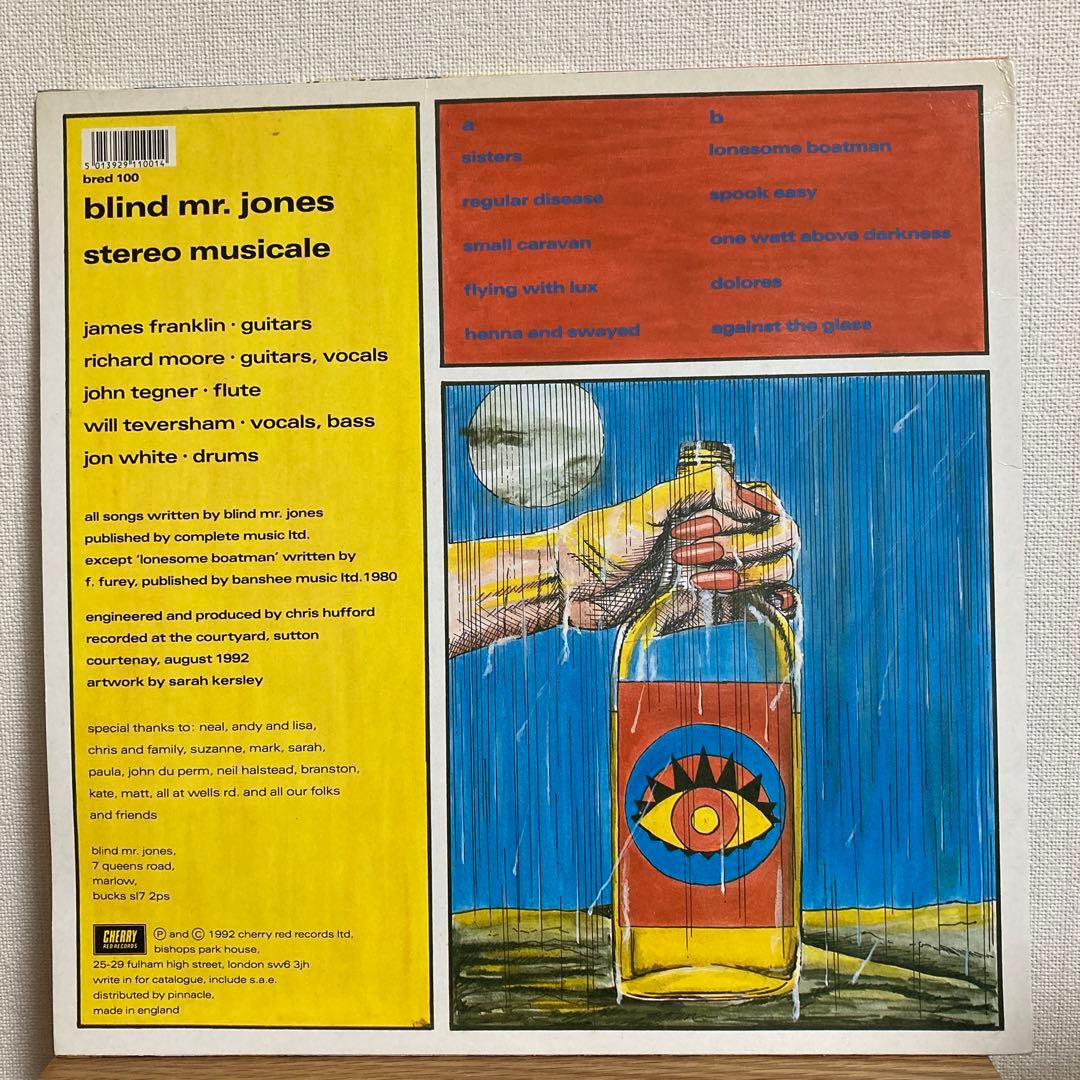 5 013929 110014
bred 100
blind mr. jones
stereo musicale
james franklin · guitars
richard moore · guitars, vocals
john tegner · flute
will teversham · vocals, bass
jon white · drums
all songs written by blind mr. jones
published by complete music ltd.
except 'lonesome boatman' written by
f. furey, published by banshee music ltd.1980
engineered and produced by chris hufford
recorded at the courtyard, sutton
courtenay, august 1992
artwork by sarah kersley
special thanks to: neal, andy and lisa,
chris and family, suzanne, mark, sarah,
paula, john du perm, neil halstead, branston,
kate, matt, all at wells rd. and all our folks
and friends
blind mr. jones,
7 queens road,
marlow,
bucks sl7 2ps
CHERRY
RED RECORDS
Ⓟ and © 1992 cherry red records ltd,
bishops park house,
25-29 fulham high street, london sw6 3jh
write in for catalogue, include s.a.e.
distributed by pinnacle,
made in england
a
sisters
regular disease
small caravan
flying with lux
henna and swayed
b
lonesome boatman
spook easy
one watt above darkness
dolores
against the glass